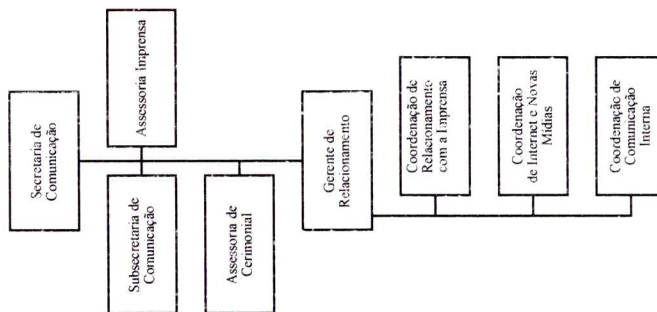 Secretaria de
Comunicação
Assessoria Imprensa
Subsecretaria de
Comunicação
Assessoria de
Cerimonial
Gerente de
Relacionamento
Coordenação de
Relacionamento
com a Imprensa
Coordenação
de Internet e Novas
Mídias
Coordenação de
Comunicação
Interna